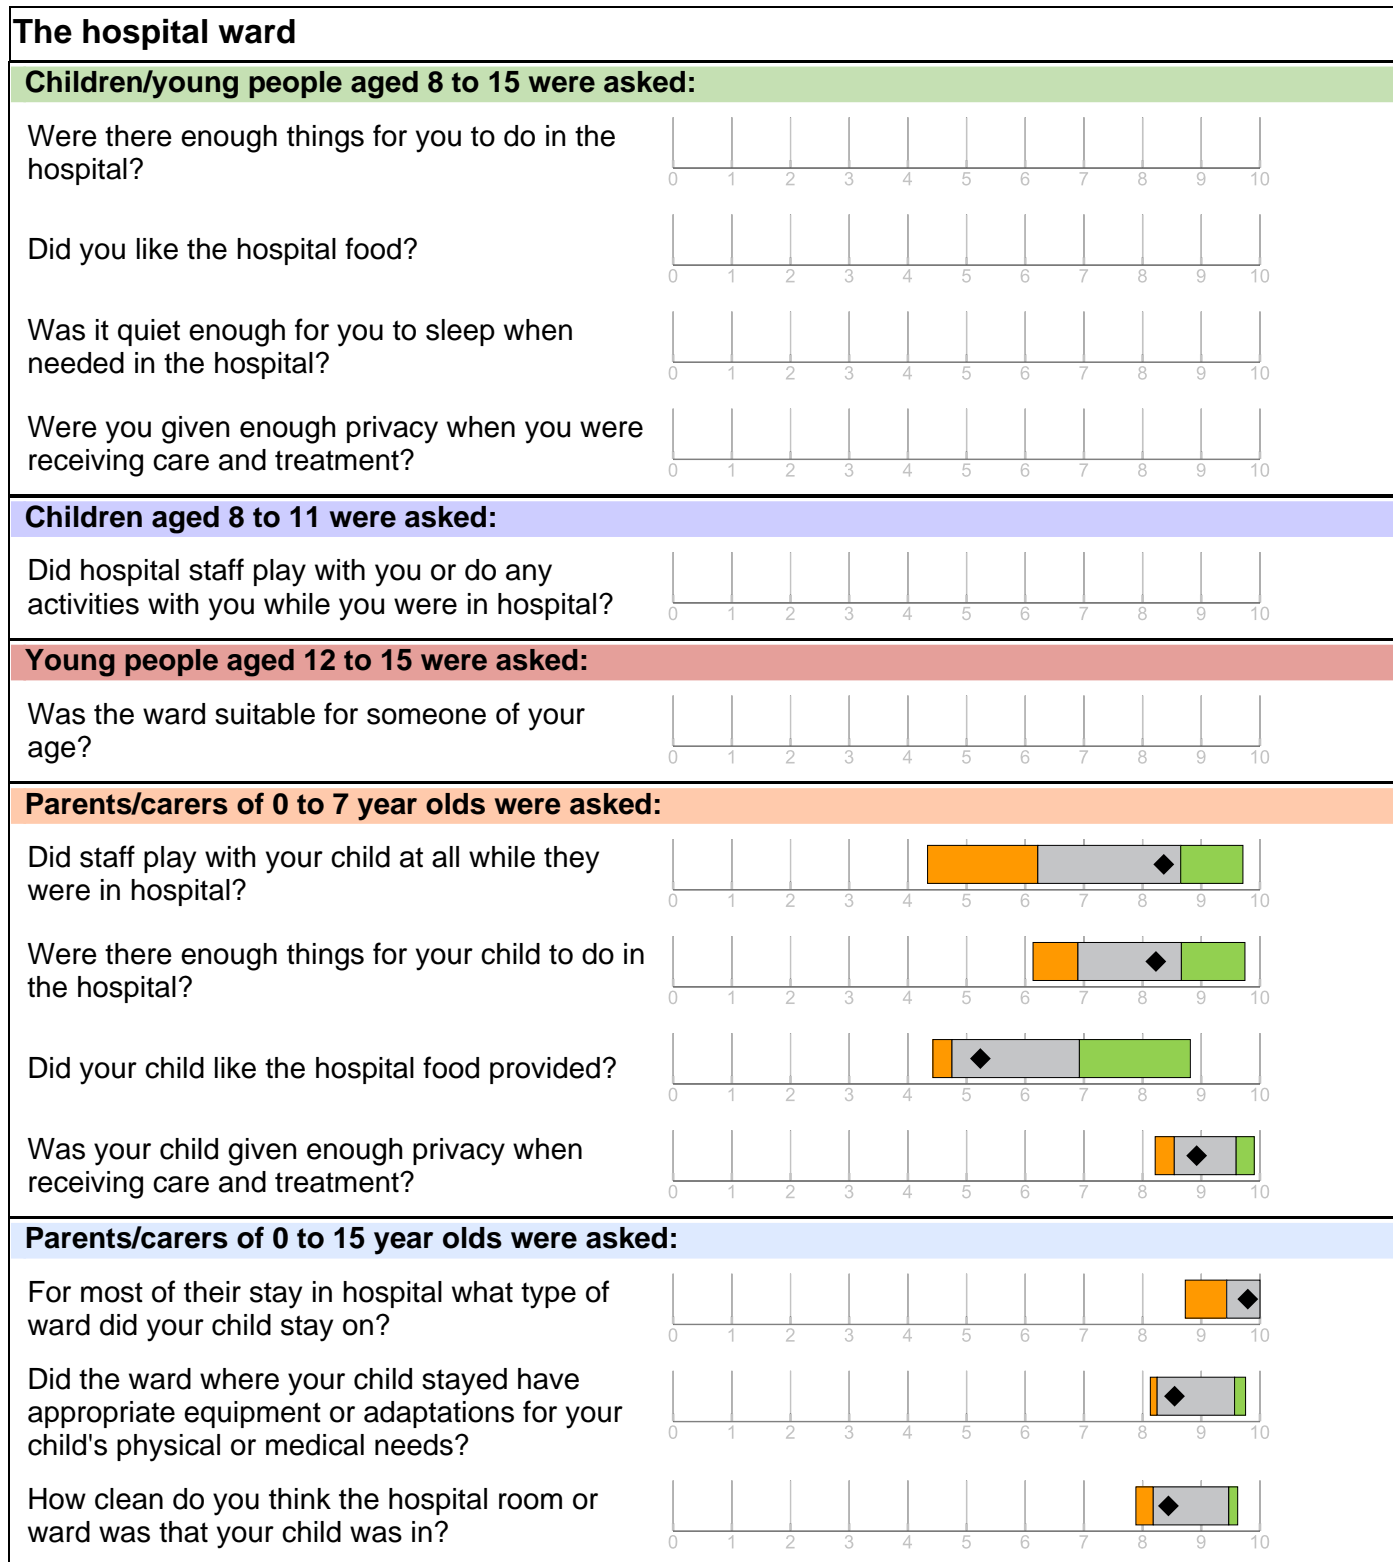 The hospital ward
Children/young people aged 8 to 15 were asked:
Were there enough things for you to do in the
hospital?
0 1 2 3 4 5 6 7 8 9 10
Did you like the hospital food?
0 1 2 3 4 5 6 7 8 9 10
Was it quiet enough for you to sleep when
needed in the hospital?
0 1 2 3 4 5 6 7 8 9 10
Were you given enough privacy when you were
receiving care and treatment?
0 1 2 3 4 5 6 7 8 9 10
Children aged 8 to 11 were asked:
Did hospital staff play with you or do any
activities with you while you were in hospital?
0 1 2 3 4 5 6 7 8 9 10
Young people aged 12 to 15 were asked:
Was the ward suitable for someone of your
age?
0 1 2 3 4 5 6 7 8 9 10
Parents/carers of 0 to 7 year olds were asked:
Did staff play with your child at all while they
were in hospital?
0 1 2 3 4 5 6 7 8 9 10
Were there enough things for your child to do in
the hospital?
0 1 2 3 4 5 6 7 8 9 10
Did your child like the hospital food provided?
0 1 2 3 4 5 6 7 8 9 10
Was your child given enough privacy when
receiving care and treatment?
0 1 2 3 4 5 6 7 8 9 10
Parents/carers of 0 to 15 year olds were asked:
For most of their stay in hospital what type of
ward did your child stay on?
0 1 2 3 4 5 6 7 8 9 10
Did the ward where your child stayed have
appropriate equipment or adaptations for your
child's physical or medical needs?
0 1 2 3 4 5 6 7 8 9 10
How clean do you think the hospital room or
ward was that your child was in?
0 1 2 3 4 5 6 7 8 9 10